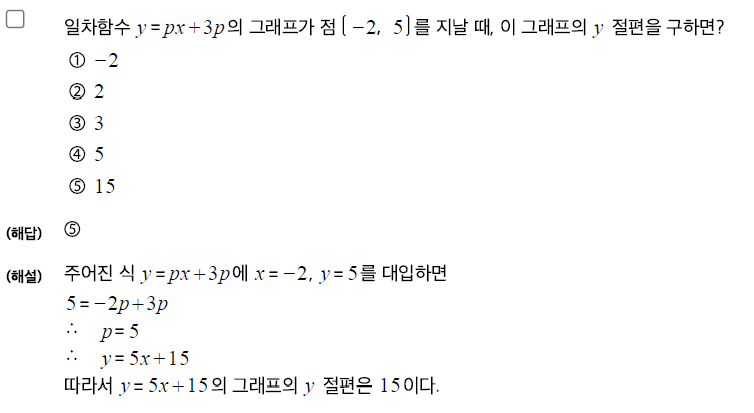 일차함수 y=px+3p의 그래프가 점 (-2, 5)를 지날 때, 이 그래프의 y 절편을 구하면?
① -2
② 2
③ 3
④ 5
⑤ 15
(해답) ⑤
(해설) 주어진 식 y=px+3p에 x=-2, y=5를 대입하면
5=-2p+3p
∴ p=5
∴ y=5x+15
따라서 y=5x+15의 그래프의 y 절편은 15이다.